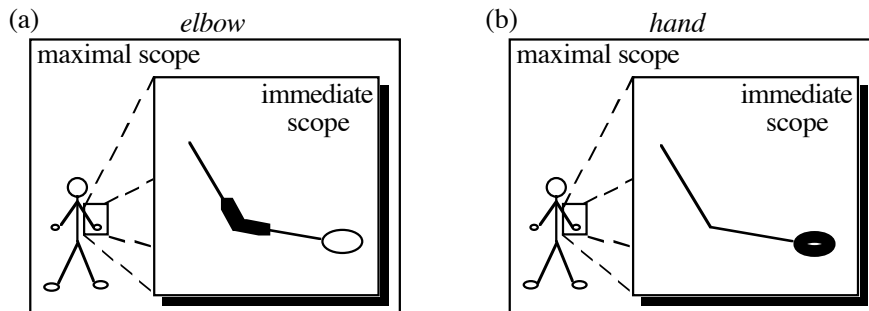 (a) elbow
maximal scope
immediate
scope
(b) hand
maximal scope
immediate
scope